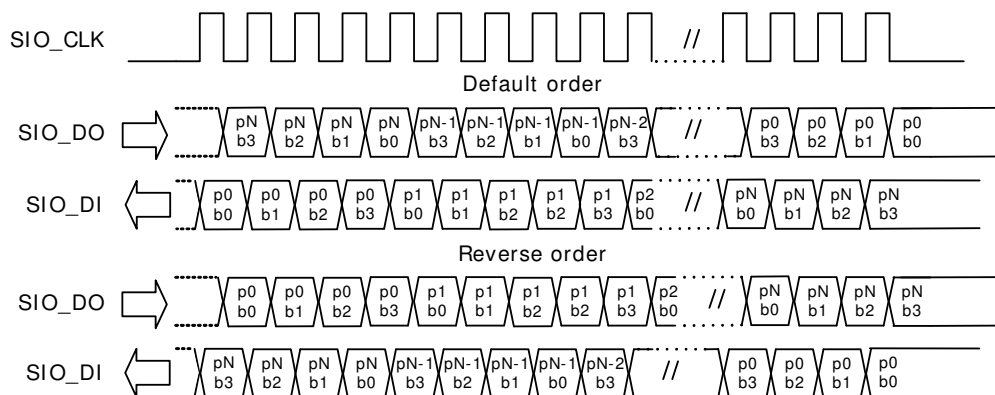 SIO_CLK //
Default order
SIO_DO pN pN pN pN pN-1 pN-1 pN-1 pN-1 pN-2 // p0 p0 p0 p0
b3 b2 b1 b0 b3 b2 b1 b0 b3 b3 b2 b1 b0
SIO_DI p0 p0 p0 p0 p1 p1 p1 p1 p1 p2 // pN pN pN pN
b0 b1 b2 b3 b0 b1 b2 b2 b3 b0 b0 b1 b2 b3
Reverse order
SIO_DO p0 p0 p0 p0 p1 p1 p1 p1 p1 p2 // pN pN pN pN
b0 b1 b2 b3 b0 b1 b2 b2 b3 b0 b0 b1 b2 b3
SIO_DI pN pN pN pN pN-1 pN-1 pN-1 pN-1 pN-2 // p0 p0 p0 p0
b3 b2 b1 b0 b3 b2 b1 b0 b3 b3 b2 b1 b0